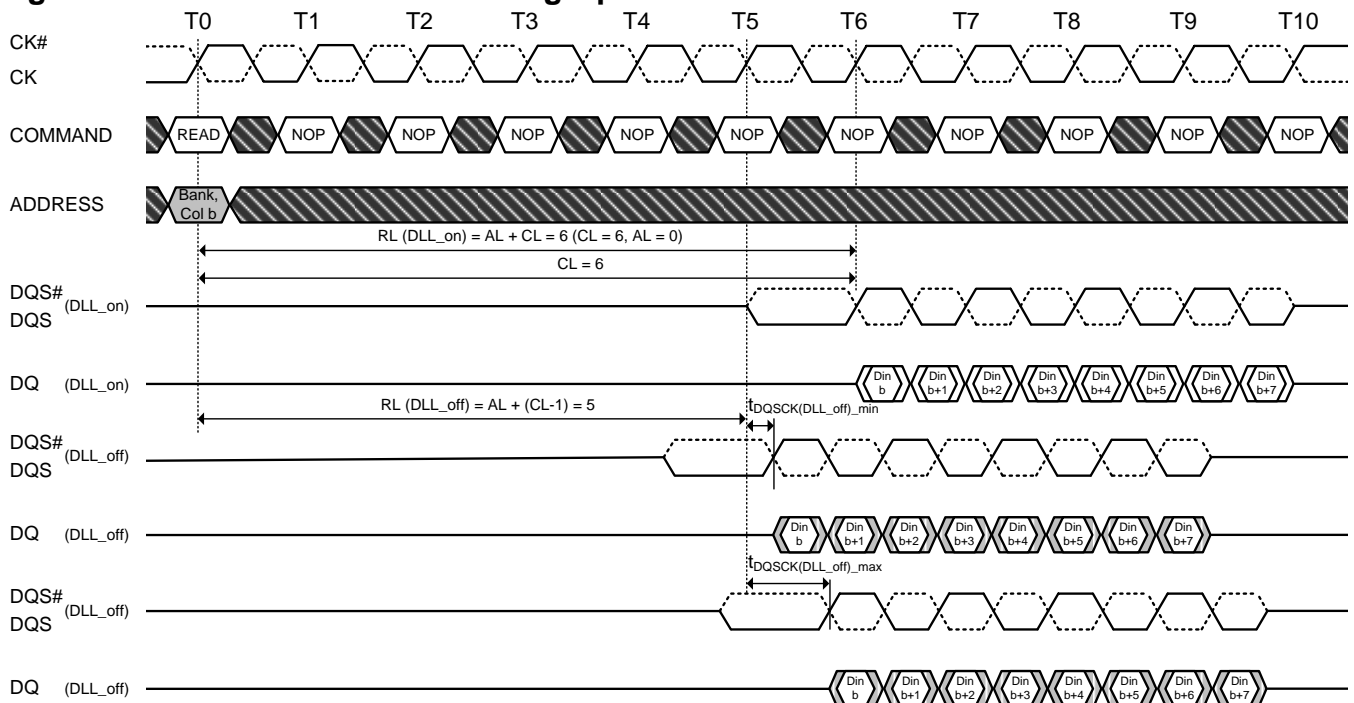 T0 T1 T2 T3 T4 T5 T6 T7 T8 T9 T10
CK#
CK
COMMAND READ NOP NOP NOP NOP NOP NOP NOP NOP NOP NOP
ADDRESS Bank,
Col b
RL (DLL_on) = AL + CL = 6 (CL = 6, AL = 0)
CL = 6
DQS# (DLL_on)
DQS
DQ (DLL_on) Din b Din b+1 Din b+2 Din b+3 Din b+4 Din b+5 Din b+6 Din b+7
RL (DLL_off) = AL + (CL-1) = 5 tDQSCK(DLL_off)_min
DQS# (DLL_off)
DQS
DQ (DLL_off) Din b Din b+1 Din b+2 Din b+3 Din b+4 Din b+5 Din b+6 Din b+7
tDQSCK(DLL_off)_max
DQS# (DLL_off)
DQS
DQ (DLL_off) Din b Din b+1 Din b+2 Din b+3 Din b+4 Din b+5 Din b+6 Din b+7